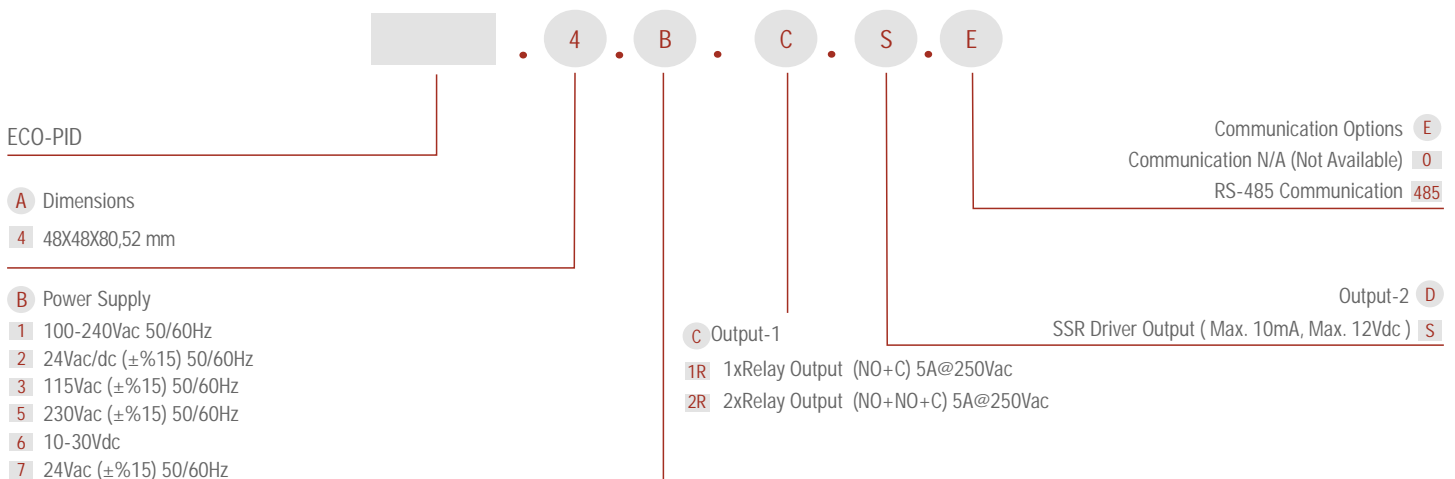 . 4 . B . C . S . E
ECO-PID
A Dimensions
4 48X48X80,52 mm
B Power Supply
1 100-240Vac 50/60Hz
2 24Vac/dc (±%15) 50/60Hz
3 115Vac (±%15) 50/60Hz
5 230Vac (±%15) 50/60Hz
6 10-30Vdc
7 24Vac (±%15) 50/60Hz
C Output-1
1R 1xRelay Output (NO+C) 5A@250Vac
2R 2xRelay Output (NO+NO+C) 5A@250Vac
Output-2 D
SSR Driver Output ( Max. 10mA, Max. 12Vdc ) S
Communication Options E
Communication N/A (Not Available) 0
RS-485 Communication 485